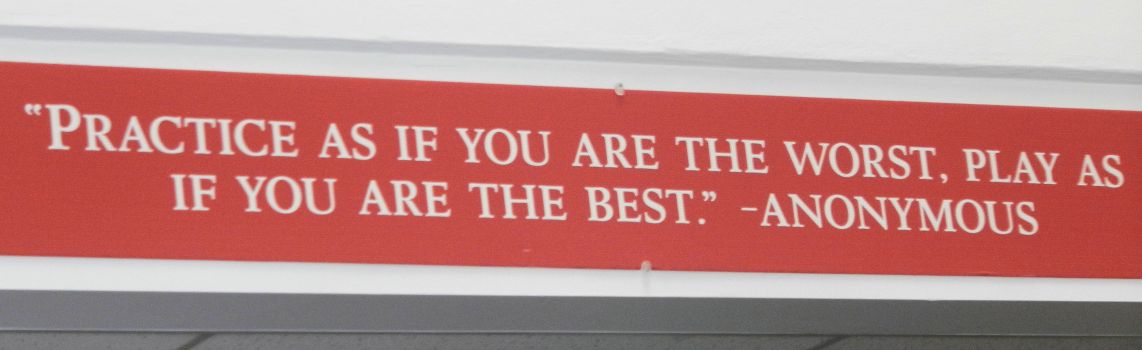 “PRACTICE AS IF YOU ARE THE WORST, PLAY AS
IF YOU ARE THE BEST.” -ANONYMOUS